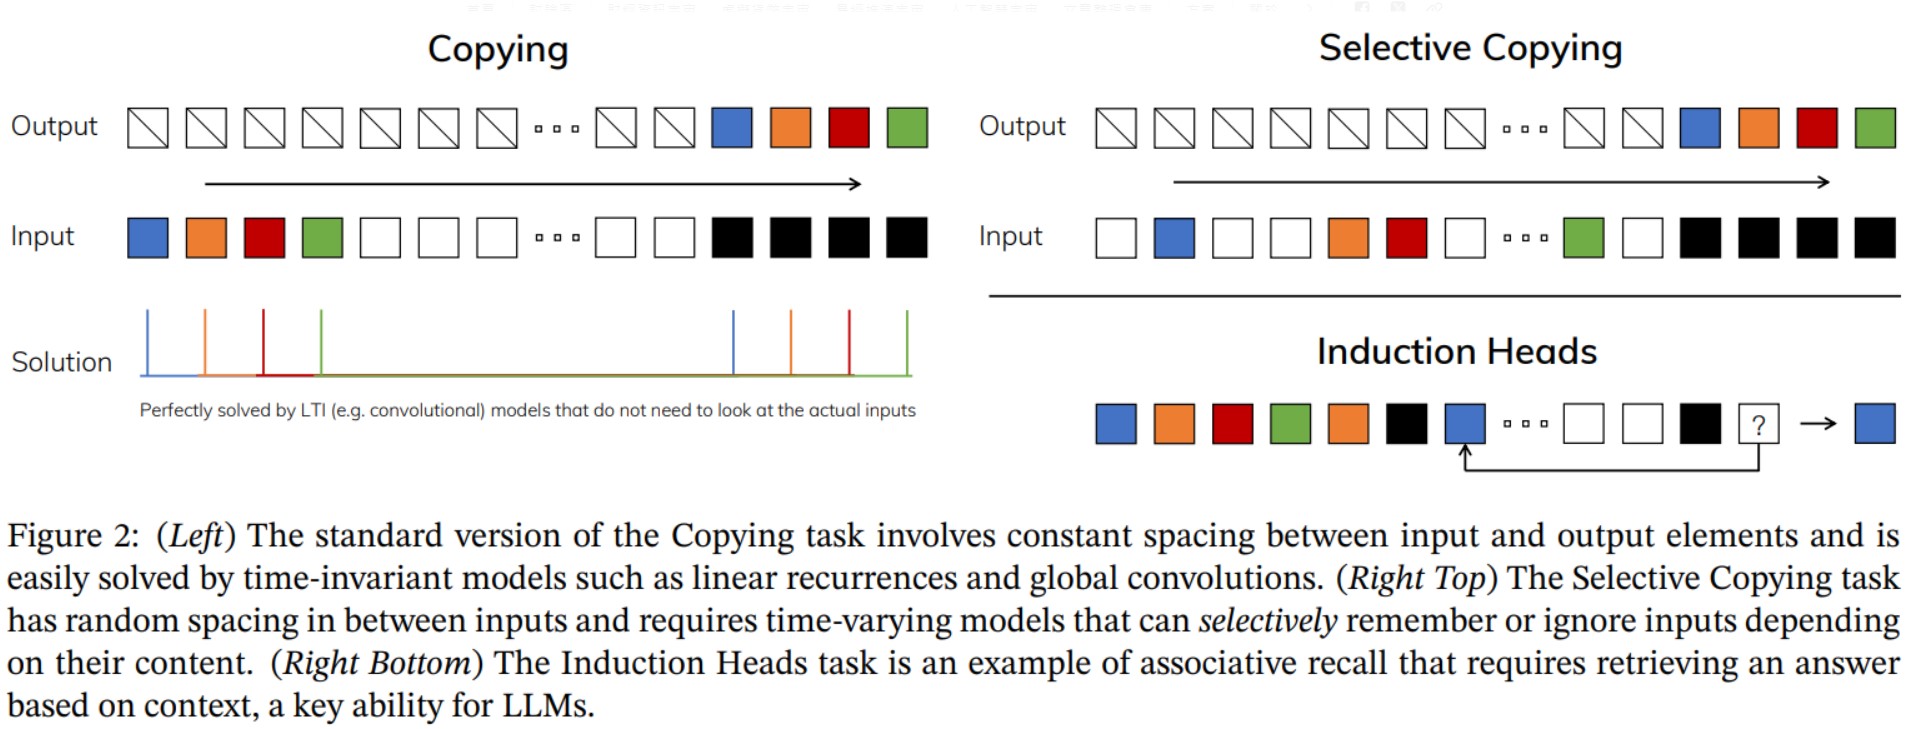 Copying
Output
Input
Solution
Perfectly solved by LTI (e.g. convolutional) models that do not need to look at the actual inputs
Selective Copying
Output
Input
Induction Heads
?
Figure 2: (Left) The standard version of the Copying task involves constant spacing between input and output elements and is
easily solved by time-invariant models such as linear recurrences and global convolutions. (Right Top) The Selective Copying task
has random spacing in between inputs and requires time-varying models that can selectively remember or ignore inputs depending
on their content. (Right Bottom) The Induction Heads task is an example of associative recall that requires retrieving an answer
based on context, a key ability for LLMs.